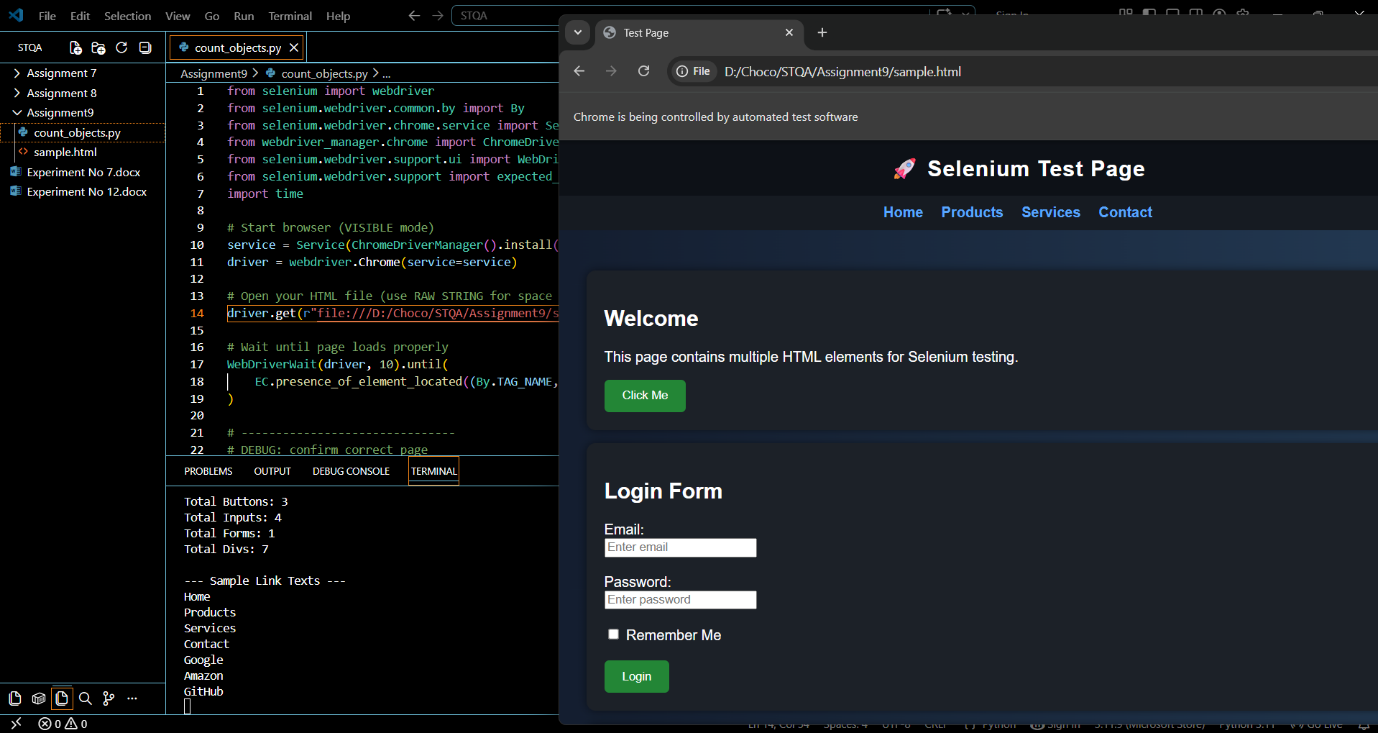 File Edit Selection View Go Run Terminal Help
STQA
STQA
Assignment 7
Assignment 8
Assignment9
count_objects.py
sample.html
Experiment No 7.docx
Experiment No 12.docx
count_objects.py
Assignment9 > count_objects.py > ...
1 from selenium import webdriver
2 from selenium.webdriver.common.by import By
3 from selenium.webdriver.chrome.service import Se
4 from webdriver_manager.chrome import ChromeDrive
5 from selenium.webdriver.support.ui import WebDri
6 from selenium.webdriver.support import expected_
7 import time
8
9 # Start browser (VISIBLE mode)
10 service = Service(ChromeDriverManager().install(
11 driver = webdriver.Chrome(service=service)
12
13 # Open your HTML file (use RAW STRING for space
14 driver.get(r"file:///D:/Choco/STQA/Assignment9/s
15
16 # Wait until page loads properly
17 WebDriverWait(driver, 10).until(
18 EC.presence_of_element_located((By.TAG_NAME,
19 )
20
21 # -------------------------------
22 # DEBUG: confirm correct page
PROBLEMS OUTPUT DEBUG CONSOLE TERMINAL
Total Buttons: 3
Total Inputs: 4
Total Forms: 1
Total Divs: 7
--- Sample Link Texts ---
Home
Products
Services
Contact
Google
Amazon
GitHub
0 0
Test Page
File D:/Choco/STQA/Assignment9/sample.html
Chrome is being controlled by automated test software
🚀 Selenium Test Page
Home Products Services Contact
Welcome
This page contains multiple HTML elements for Selenium testing.
Click Me
Login Form
Email:
Enter email
Password:
Enter password
Remember Me
Login